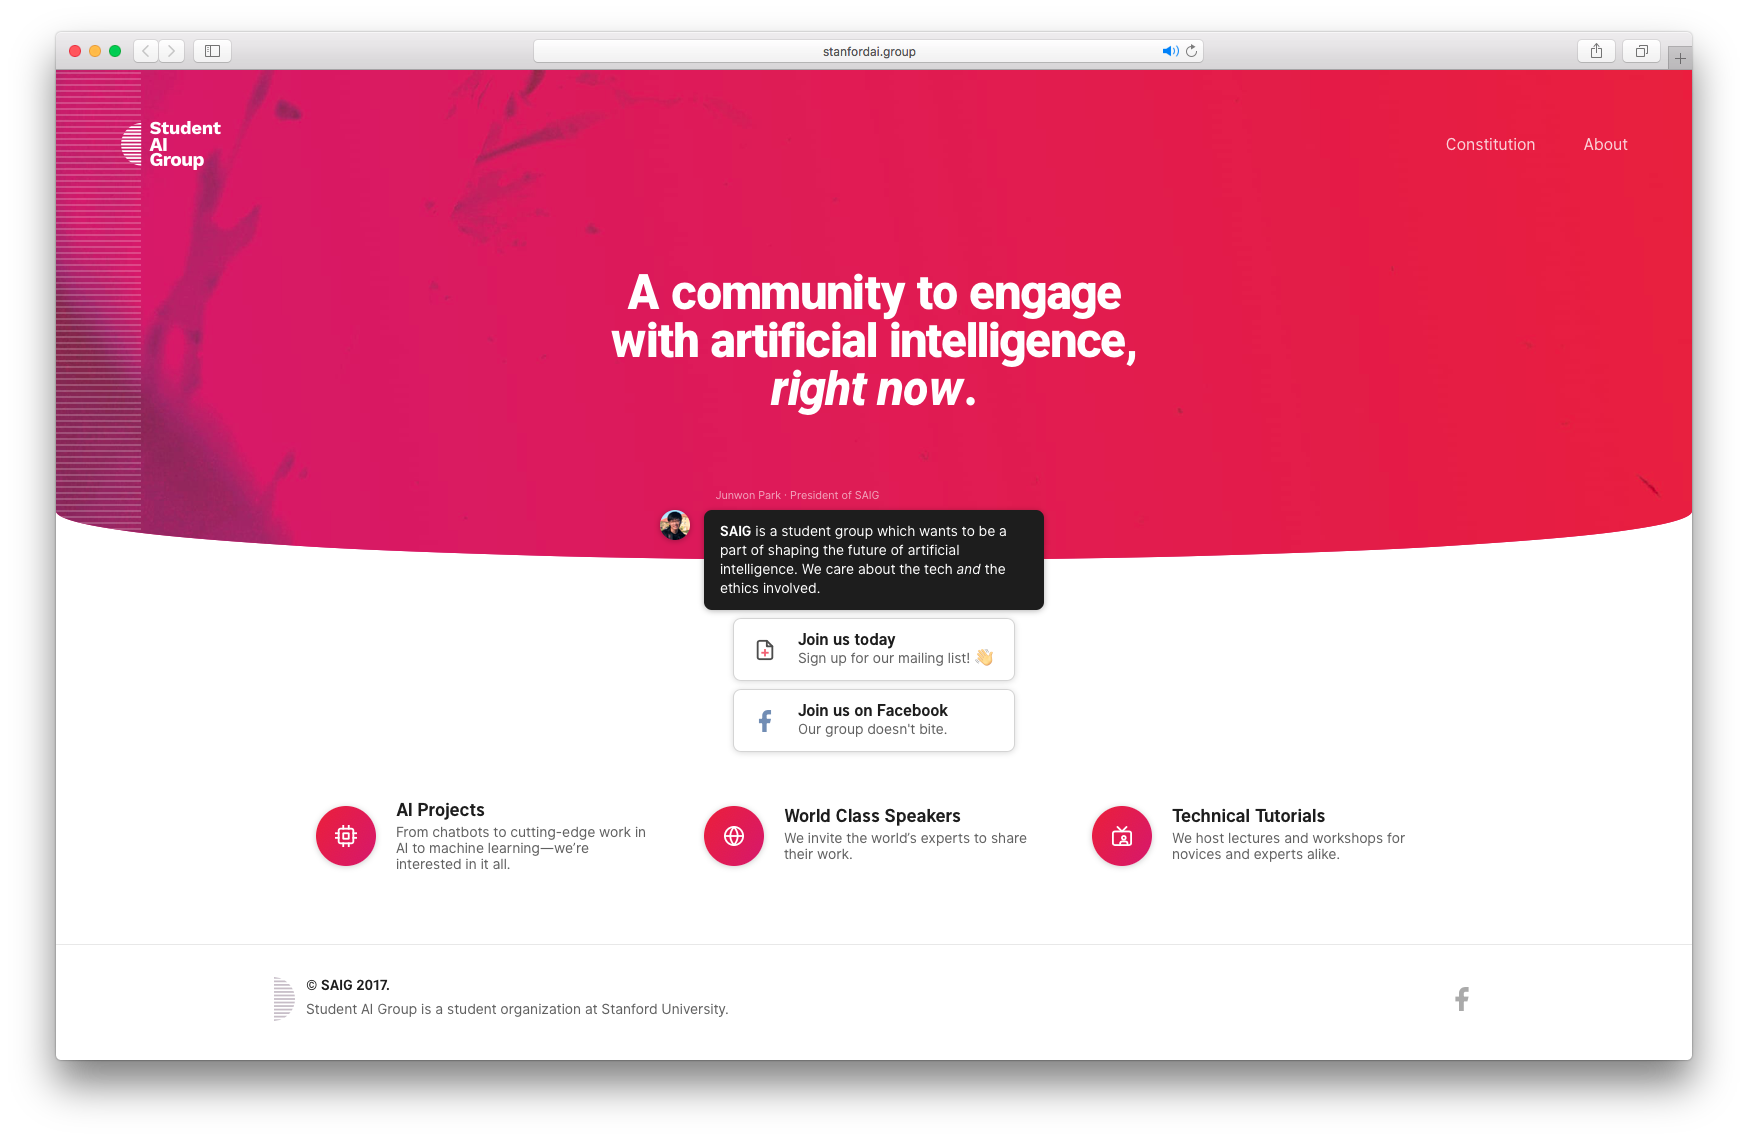 stanfordai.group
Student
AI
Group
Constitution
About
A community to engage
with artificial intelligence,
right now.
Junwon Park · President of SAIG
SAIG is a student group which wants to be a
part of shaping the future of artificial
intelligence. We care about the tech and the
ethics involved.
Join us today
Sign up for our mailing list! 👋
Join us on Facebook
Our group doesn't bite.
AI Projects
From chatbots to cutting-edge work in
AI to machine learning—we’re
interested in it all.
World Class Speakers
We invite the world’s experts to share
their work.
Technical Tutorials
We host lectures and workshops for
novices and experts alike.
© SAIG 2017.
Student AI Group is a student organization at Stanford University.